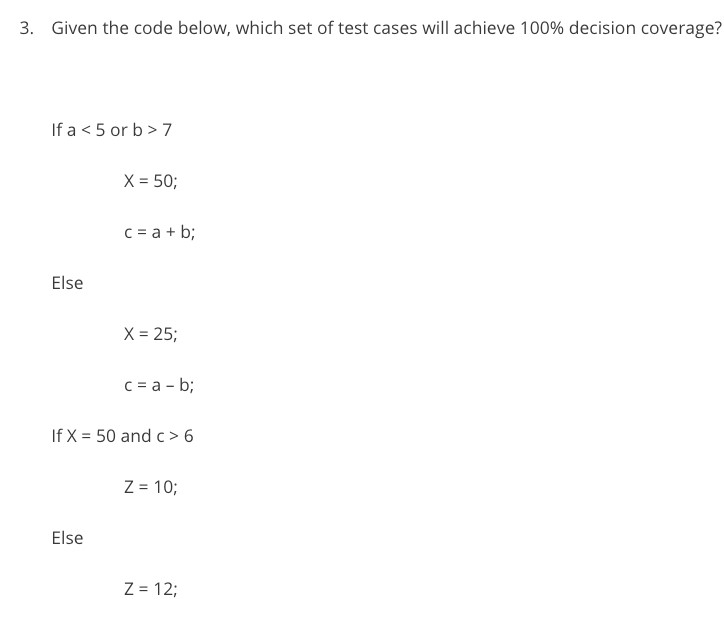 3. Given the code below, which set of test cases will achieve 100% decision coverage?
If a < 5 or b > 7
X = 50;
c = a + b;
Else
X = 25;
c = a – b;
If X = 50 and c > 6
Z = 10;
Else
Z = 12;